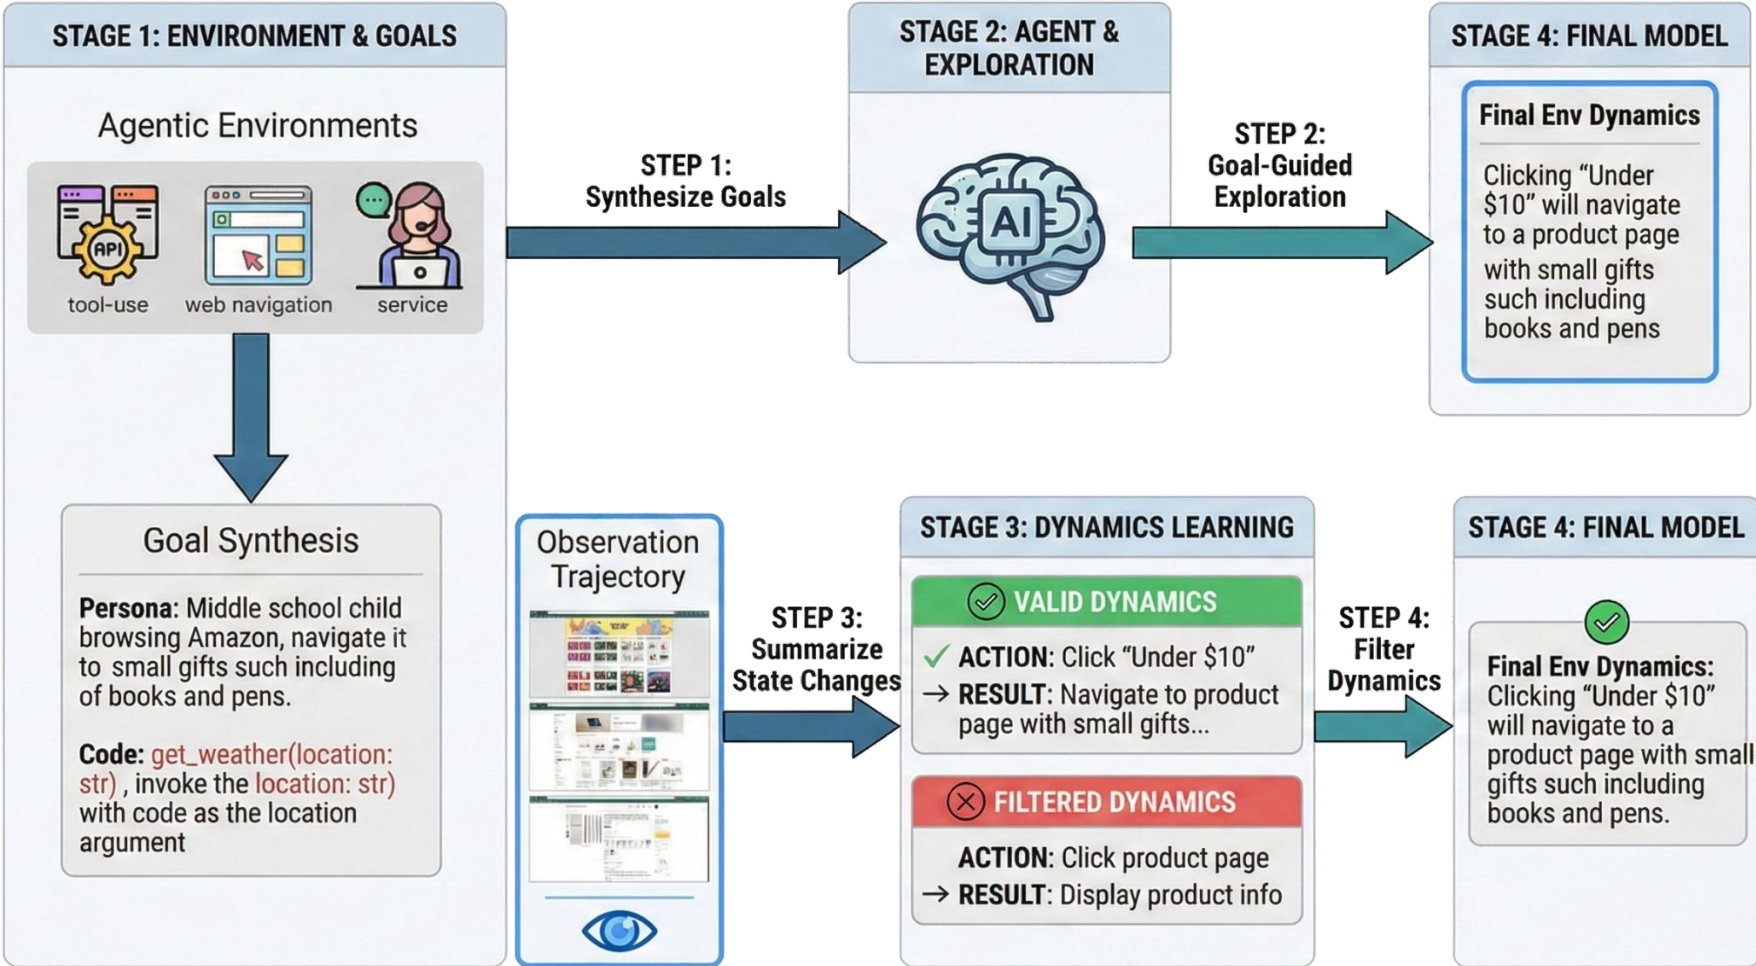 STAGE 1: ENVIRONMENT & GOALS
Agentic Environments
API
tool-use
web navigation
service
Goal Synthesis
Persona: Middle school child
browsing Amazon, navigate it
to small gifts such including
of books and pens.
Code: get_weather(location:
str) , invoke the location: str)
with code as the location
argument
STEP 1:
Synthesize Goals
STAGE 2: AGENT &
EXPLORATION
AI
STEP 2:
Goal-Guided
Exploration
STAGE 4: FINAL MODEL
Final Env Dynamics
Clicking “Under
$10” will navigate
to a product page
with small gifts
such including
books and pens
Observation
Trajectory
STEP 3:
Summarize
State Changes
STAGE 3: DYNAMICS LEARNING
VALID DYNAMICS
✓ ACTION: Click “Under $10”
→ RESULT: Navigate to product
page with small gifts...
FILTERED DYNAMICS
ACTION: Click product page
→ RESULT: Display product info
STEP 4:
Filter
Dynamics
STAGE 4: FINAL MODEL
Final Env Dynamics:
Clicking “Under $10”
will navigate to a
product page with small
gifts such including
books and pens.